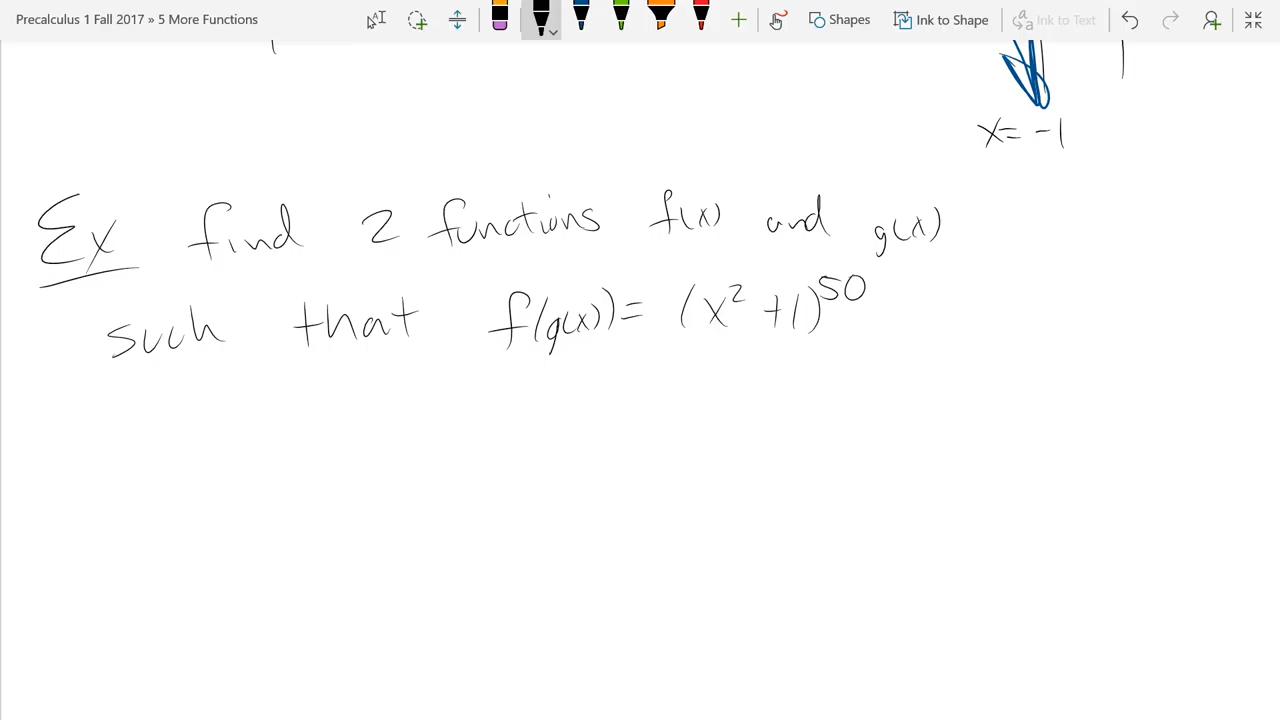 Precalculus 1 Fall 2017 » 5 More Functions
Shapes
Ink to Shape
Ink to Text
x = -1
Ex find 2 functions f(x) and g(x)
such that f(g(x)) = (x² + 1)⁵⁰